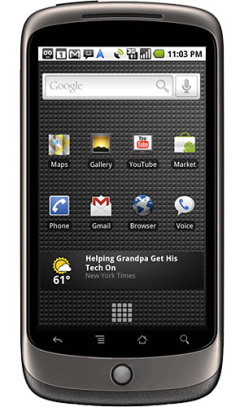 11:03 PM
Google
Maps Gallery YouTube Market
Phone Gmail Browser Voice
Helping Grandpa Get His
Tech On
61° New York Times